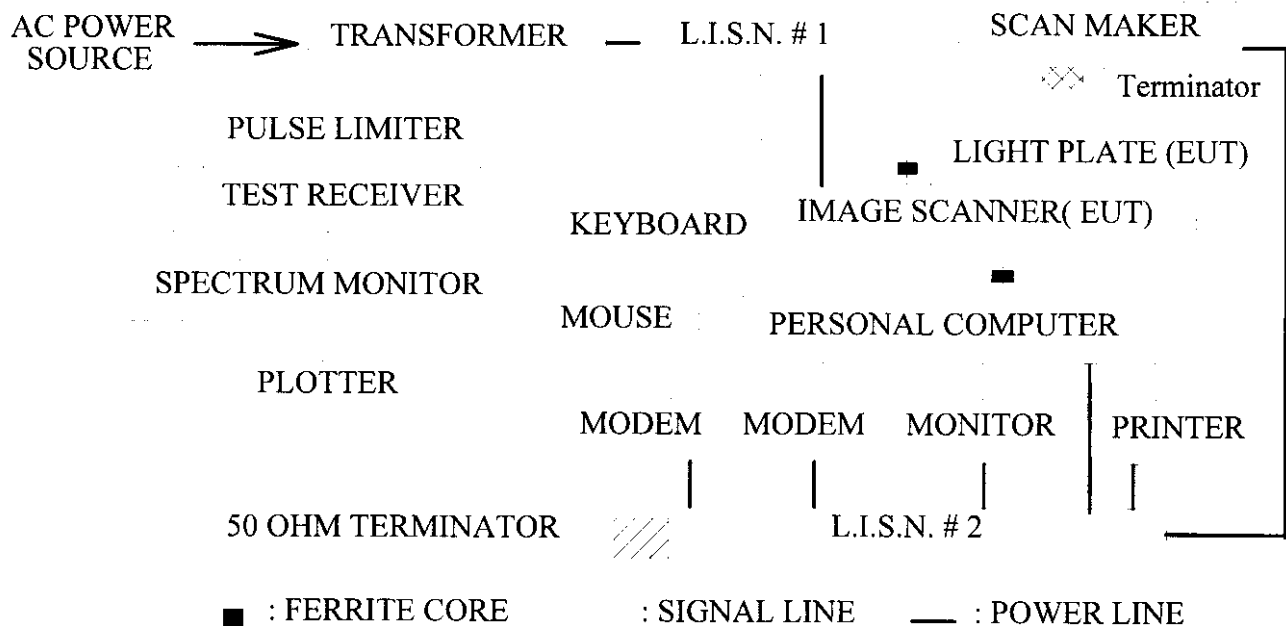 AC POWER SOURCE
TRANSFORMER
L.I.S.N. # 1
SCAN MAKER
Terminator
PULSE LIMITER
LIGHT PLATE (EUT)
TEST RECEIVER
IMAGE SCANNER( EUT)
KEYBOARD
SPECTRUM MONITOR
MOUSE
PERSONAL COMPUTER
PLOTTER
MODEM
MODEM
MONITOR
PRINTER
50 OHM TERMINATOR
L.I.S.N. # 2
: FERRITE CORE
: SIGNAL LINE
: POWER LINE